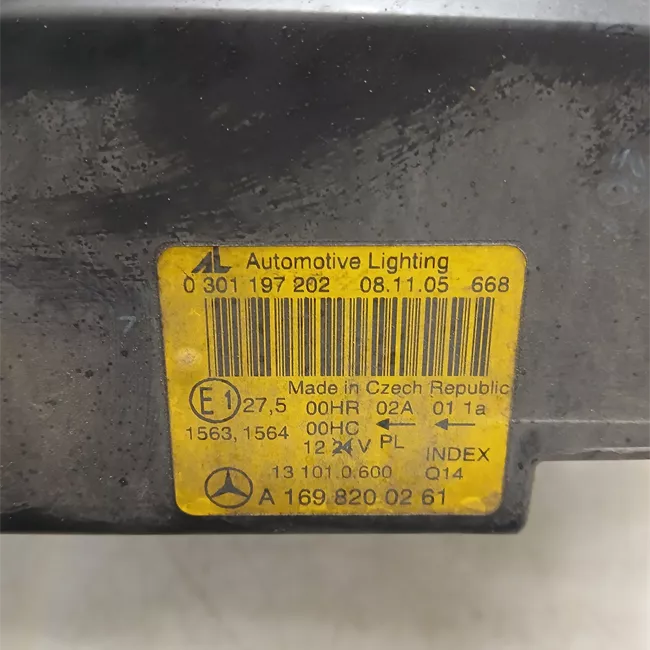 AL Automotive Lighting
0 301 197 202 08.11.05 668
Made in Czech Republic
E1 27,5 00HR 02A 01 1a
1563, 1564 00HC ← ←
12 24 V PL INDEX
13 101.0.600 Q14
A 169 820 02 61